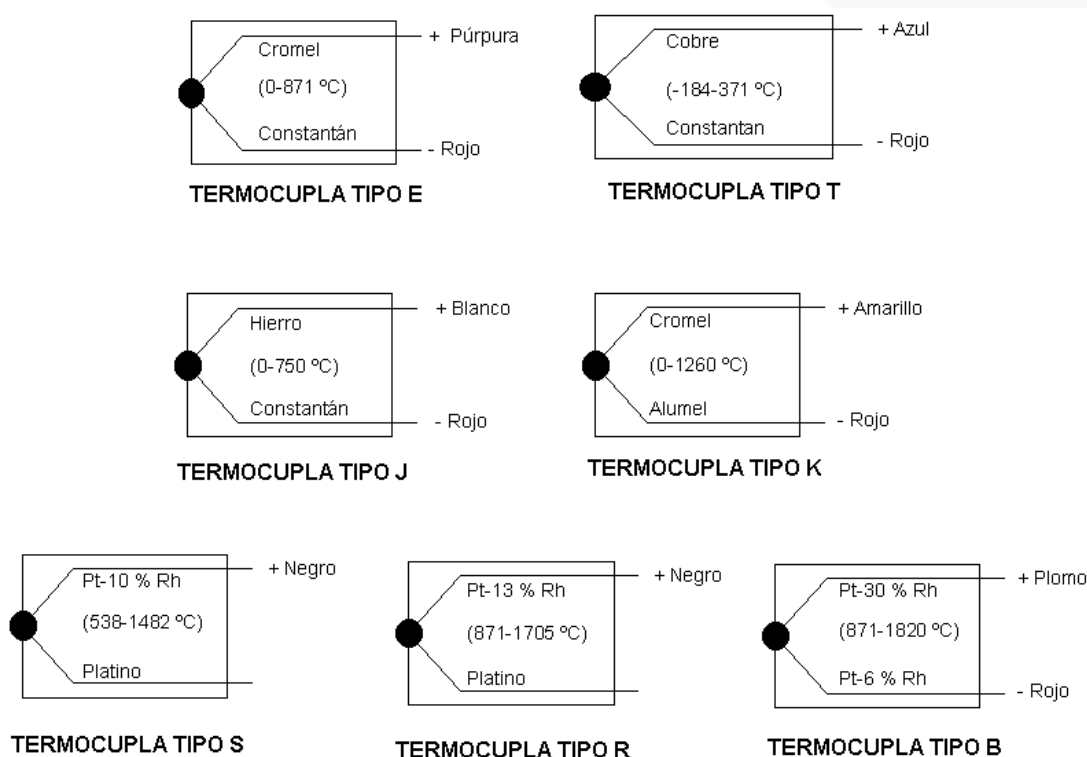 + Púrpura
Cromel
(0-871 ºC)
Constantán
- Rojo
TERMOCUPLA TIPO E
+ Azul
Cobre
(-184-371 ºC)
Constantan
- Rojo
TERMOCUPLA TIPO T
+ Blanco
Hierro
(0-750 ºC)
Constantán
- Rojo
TERMOCUPLA TIPO J
+ Amarillo
Cromel
(0-1260 ºC)
Alumel
- Rojo
TERMOCUPLA TIPO K
+ Negro
Pt-10 % Rh
(538-1482 ºC)
Platino
TERMOCUPLA TIPO S
+ Negro
Pt-13 % Rh
(871-1705 ºC)
Platino
TERMOCUPLA TIPO R
+ Plomo
Pt-30 % Rh
(871-1820 ºC)
Pt-6 % Rh
- Rojo
TERMOCUPLA TIPO B